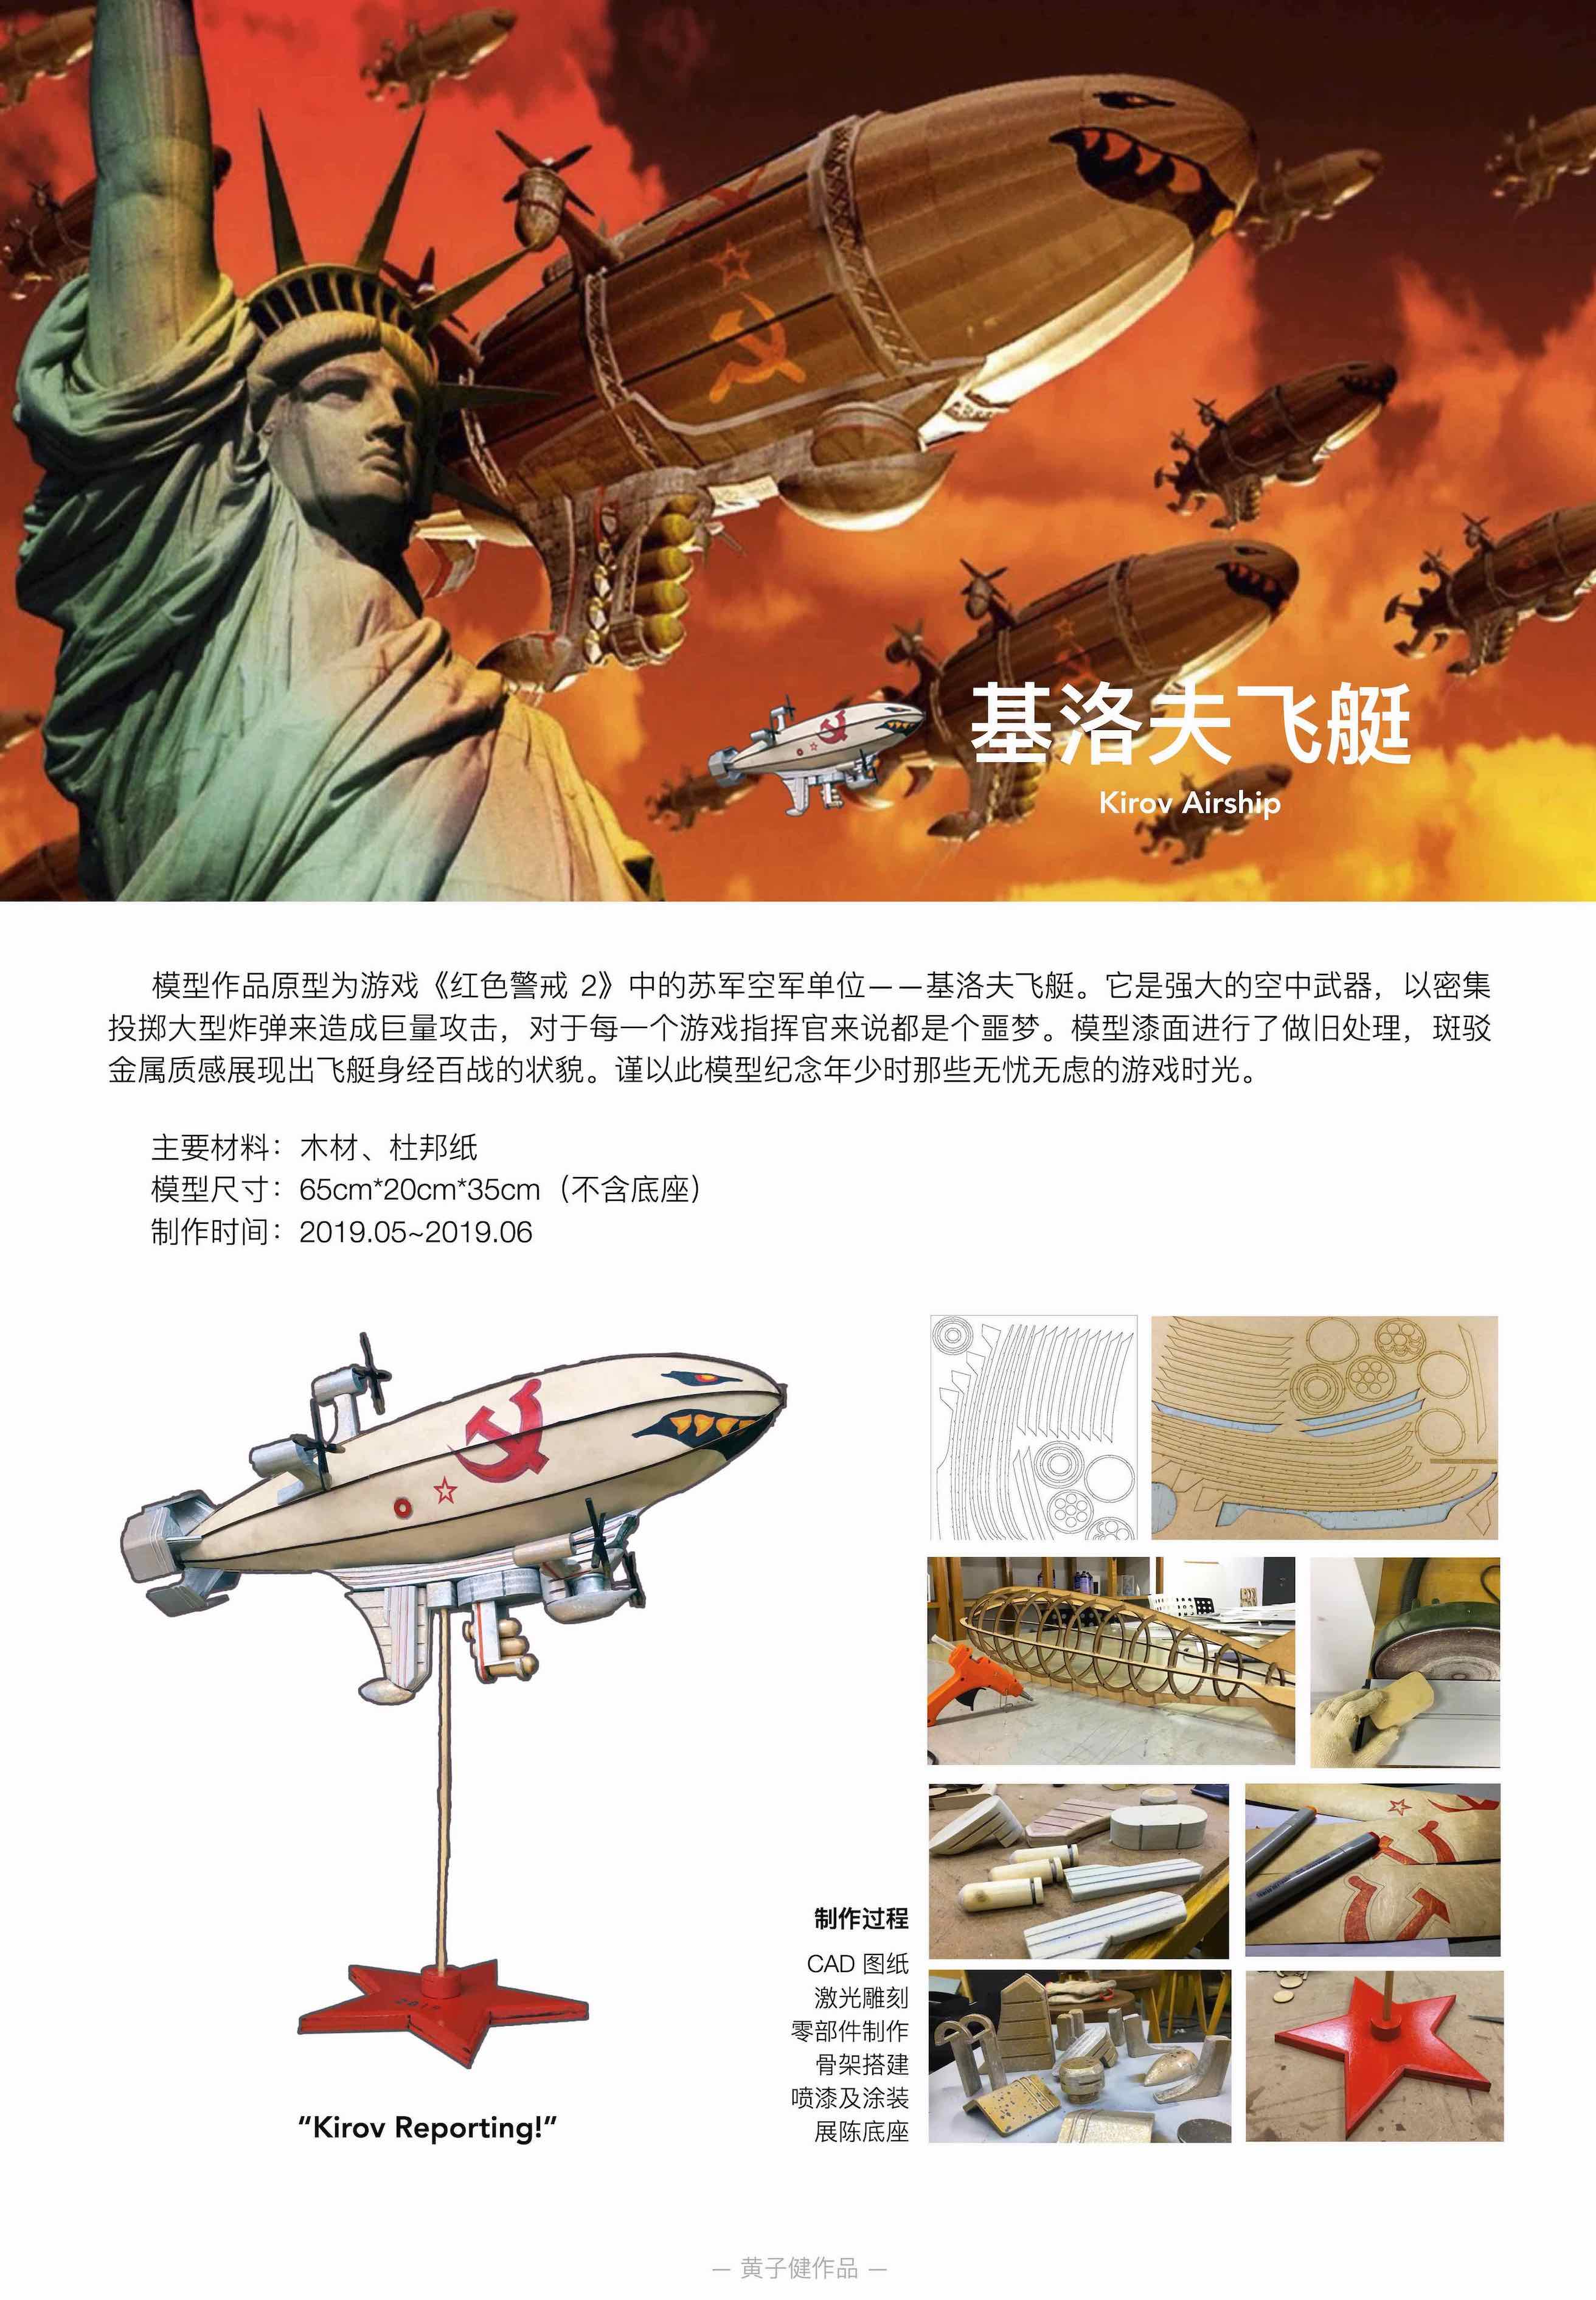 基洛夫飞艇
Kirov Airship
模型作品原型为游戏《红色警戒 2》中的苏军空军单位——基洛夫飞艇。它是强大的空中武器，以密集
投掷大型炸弹来造成巨量攻击，对于每一个游戏指挥官来说都是个噩梦。模型漆面进行了做旧处理，斑驳
金属质感展现出飞艇身经百战的状貌。谨以此模型纪念年少时那些无忧无虑的游戏时光。
主要材料：木材、杜邦纸
模型尺寸：65cm*20cm*35cm（不含底座）
制作时间：2019.05~2019.06
制作过程
CAD 图纸
激光雕刻
零部件制作
骨架搭建
喷漆及涂装
展陈底座
“Kirov Reporting!”
— 黄子健作品 —